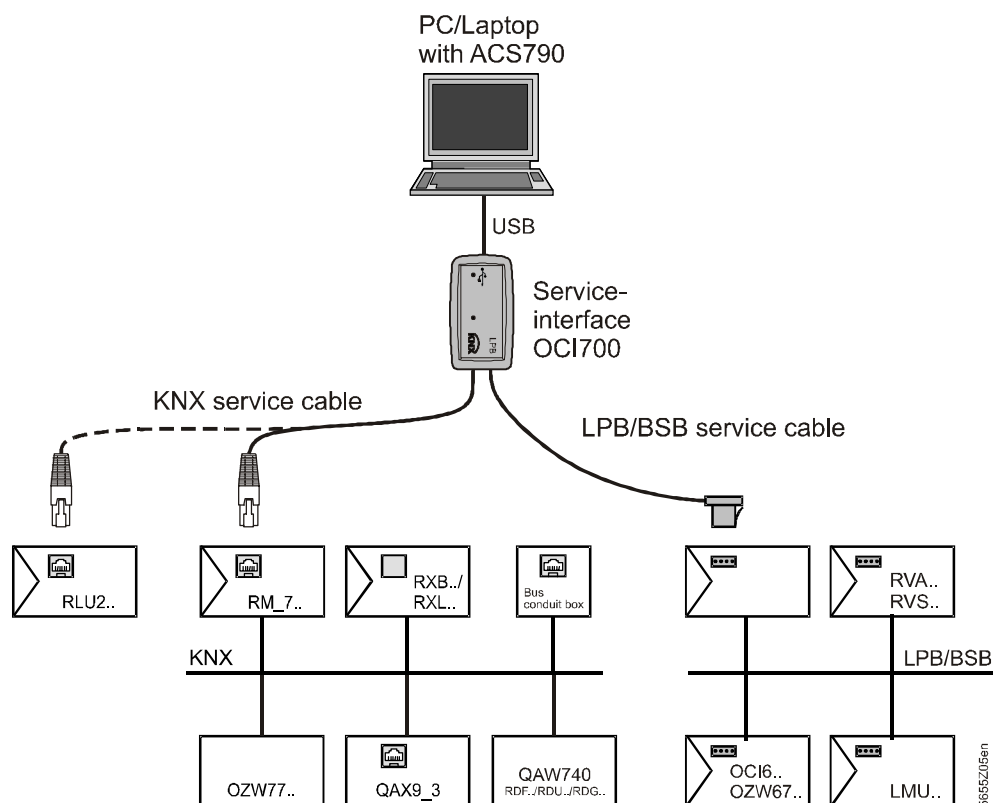 PC/Laptop
with ACS790
USB
Service-
interface
OCI700
KNX
LPB
KNX service cable
LPB/BSB service cable
RLU2..
RM_7..
RXB../
RXL..
Bus
conduit box
RVA..
RVS..
KNX
LPB/BSB
OZW77..
QAX9_3
QAW740
RDF../RDU../RDG..
OCI6..
OZW67..
LMU..
5655Z05en